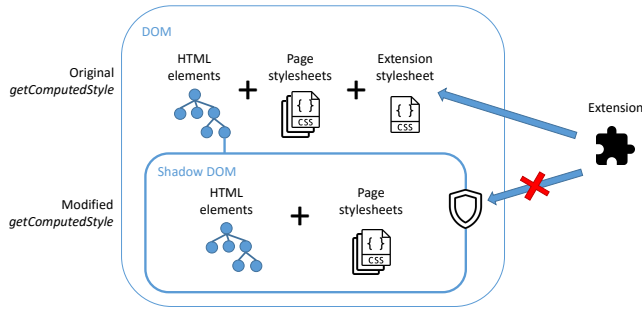 DOM
HTML
elements
Page
stylesheets
Extension
stylesheet
Original
getComputedStyle
{ }
CSS
{ }
CSS
Extension
Shadow DOM
HTML
elements
Page
stylesheets
Modified
getComputedStyle
{ }
CSS